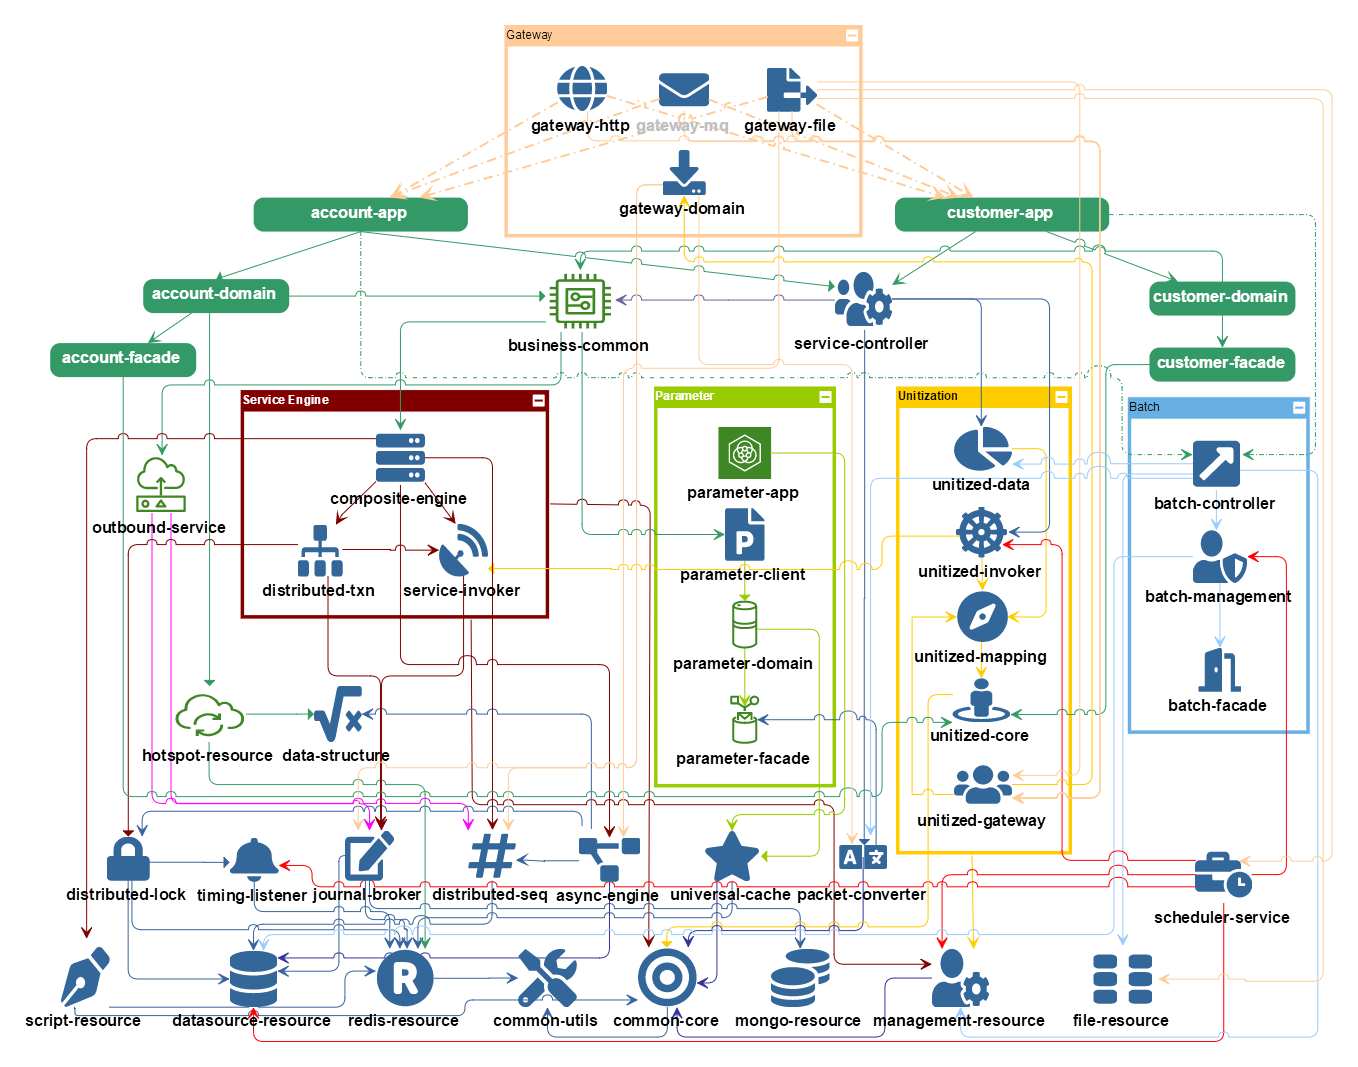 Gateway
gateway-http
gateway-mq
gateway-file
gateway-domain
account-app
customer-app
account-domain
customer-domain
business-common
service-controller
account-facade
customer-facade
Service Engine
Parameter
Unitization
Batch
composite-engine
parameter-app
unitized-data
batch-controller
outbound-service
distributed-txn
service-invoker
parameter-client
unitized-invoker
batch-management
parameter-domain
unitized-mapping
batch-facade
hotspot-resource
data-structure
parameter-facade
P
unitized-core
unitized-gateway
distributed-lock
timing-listener
journal-broker
distributed-seq
async-engine
universal-cache
A
文
packet-converter
scheduler-service
script-resource
datasource-resource
R
redis-resource
common-utils
common-core
mongo-resource
management-resource
file-resource